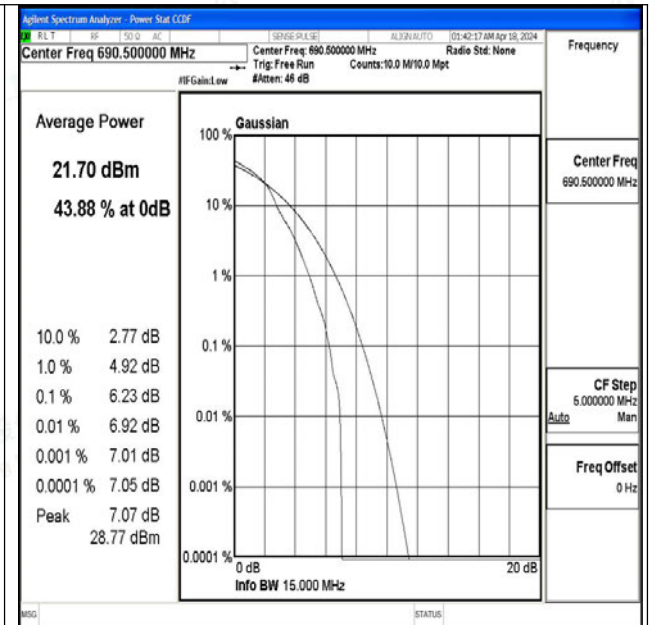 Agilent Spectrum Analyzer - Power Stat CCDF
RLT RF 50 Ω AC SENSE:PULSE ALIGN AUTO 01:42:17 AM Apr 18, 2024
Center Freq 690.500000 MHz
Center Freq: 690.500000 MHz Radio Std: None
Trig: Free Run Counts:10.0 M/10.0 Mpt
#IFGain:Low #Atten: 46 dB
Frequency
Average Power
21.70 dBm
43.88 % at 0dB
10.0 % 2.77 dB
1.0 % 4.92 dB
0.1 % 6.23 dB
0.01 % 6.92 dB
0.001 % 7.01 dB
0.0001 % 7.05 dB
Peak 7.07 dB
28.77 dBm
Gaussian
100 %
10 %
1 %
0.1 %
0.01 %
0.001 %
0.0001 %
0 dB 20 dB
Info BW 15.000 MHz
Center Freq
690.500000 MHz
CF Step
5.000000 MHz
Auto Man
Freq Offset
0 Hz
MSG STATUS